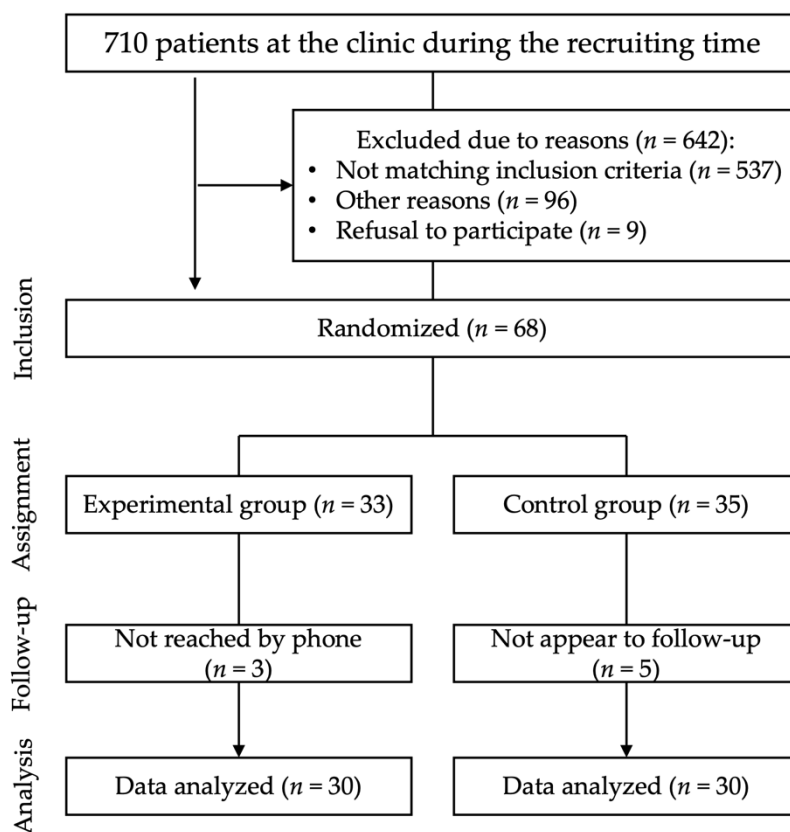 710 patients at the clinic during the recruiting time
Excluded due to reasons (n = 642):
• Not matching inclusion criteria (n = 537)
• Other reasons (n = 96)
• Refusal to participate (n = 9)
Inclusion
Randomized (n = 68)
Assignment
Experimental group (n = 33)
Control group (n = 35)
Follow-up
Not reached by phone
(n = 3)
Not appear to follow-up
(n = 5)
Analysis
Data analyzed (n = 30)
Data analyzed (n = 30)